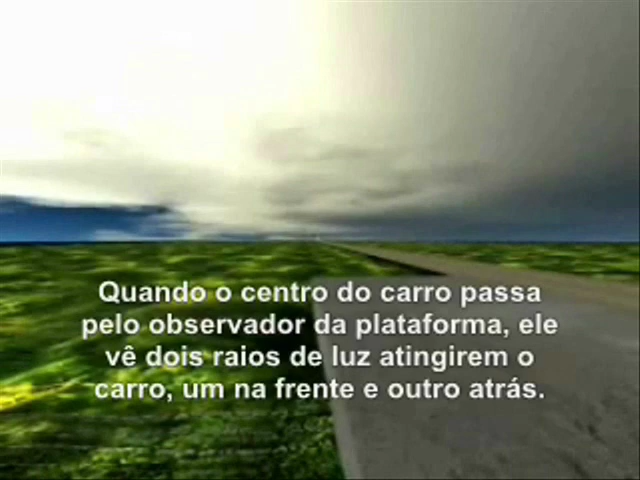 Quando o centro do carro passa
pelo observador da plataforma, ele
vê dois raios de luz atingirem o
carro, um na frente e outro atrás.